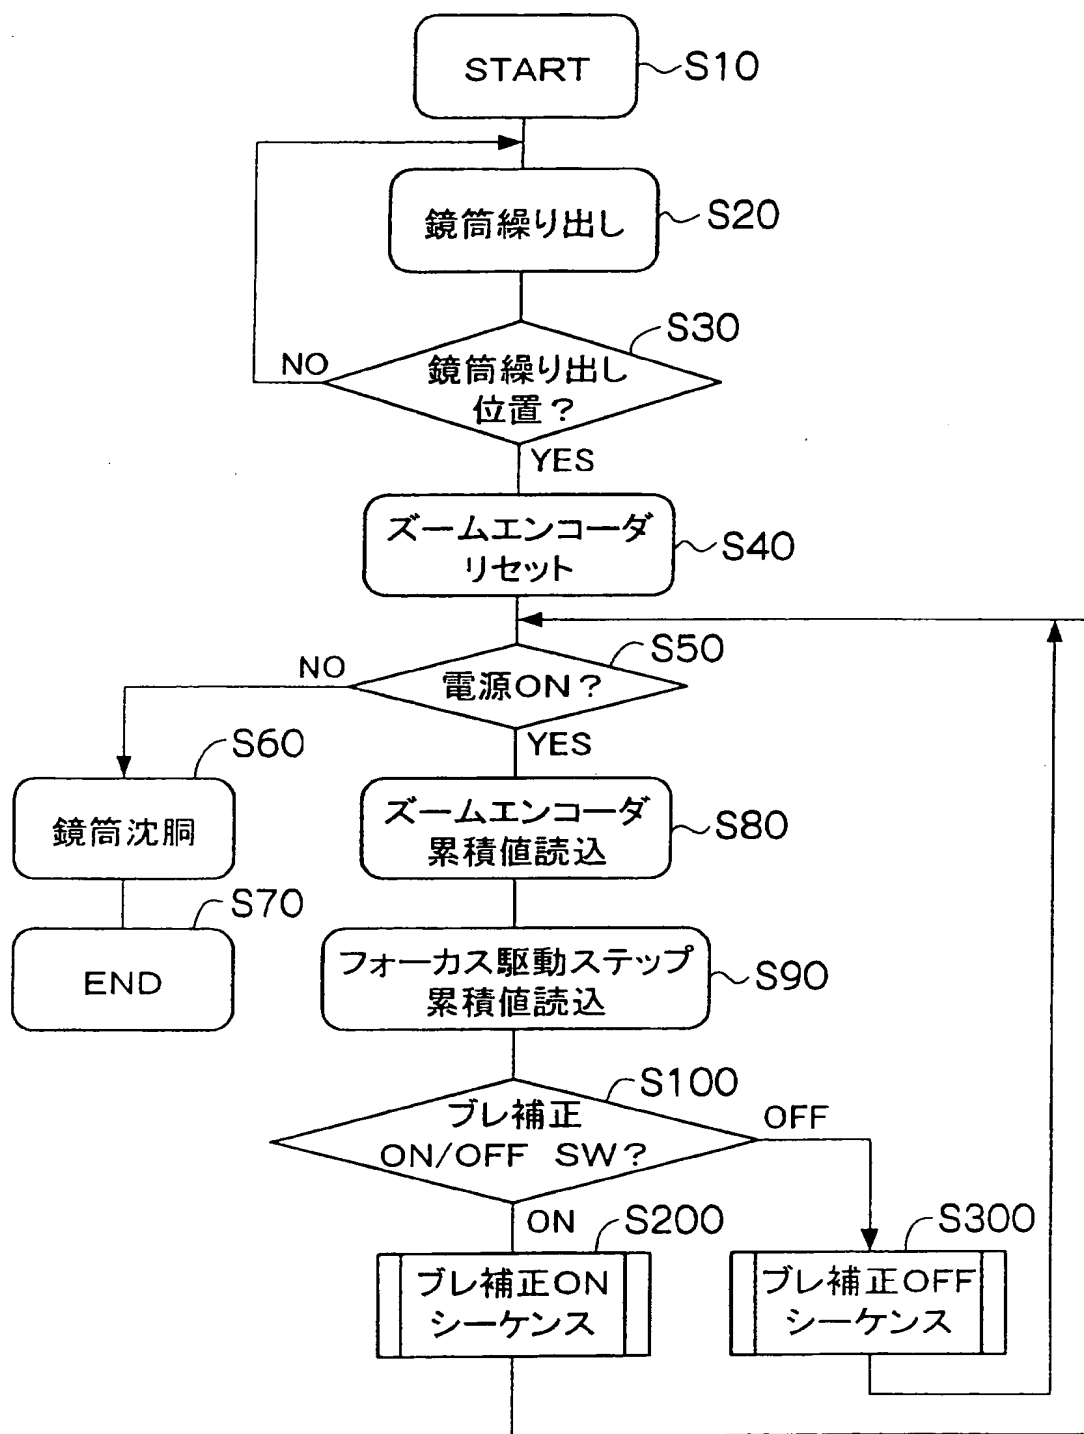 START
S10
鏡筒繰り出し
S20
S30
NO
鏡筒繰り出し
位置？
YES
ズームエンコーダ
リセット
S40
S50
NO
電源ON？
YES
S60
鏡筒沈胴
ズームエンコーダ
累積値読込
S80
S70
END
フォーカス駆動ステップ
累積値読込
S90
S100
ブレ補正
ON/OFF SW？
OFF
ON
S200
S300
ブレ補正ON
シーケンス
ブレ補正OFF
シーケンス